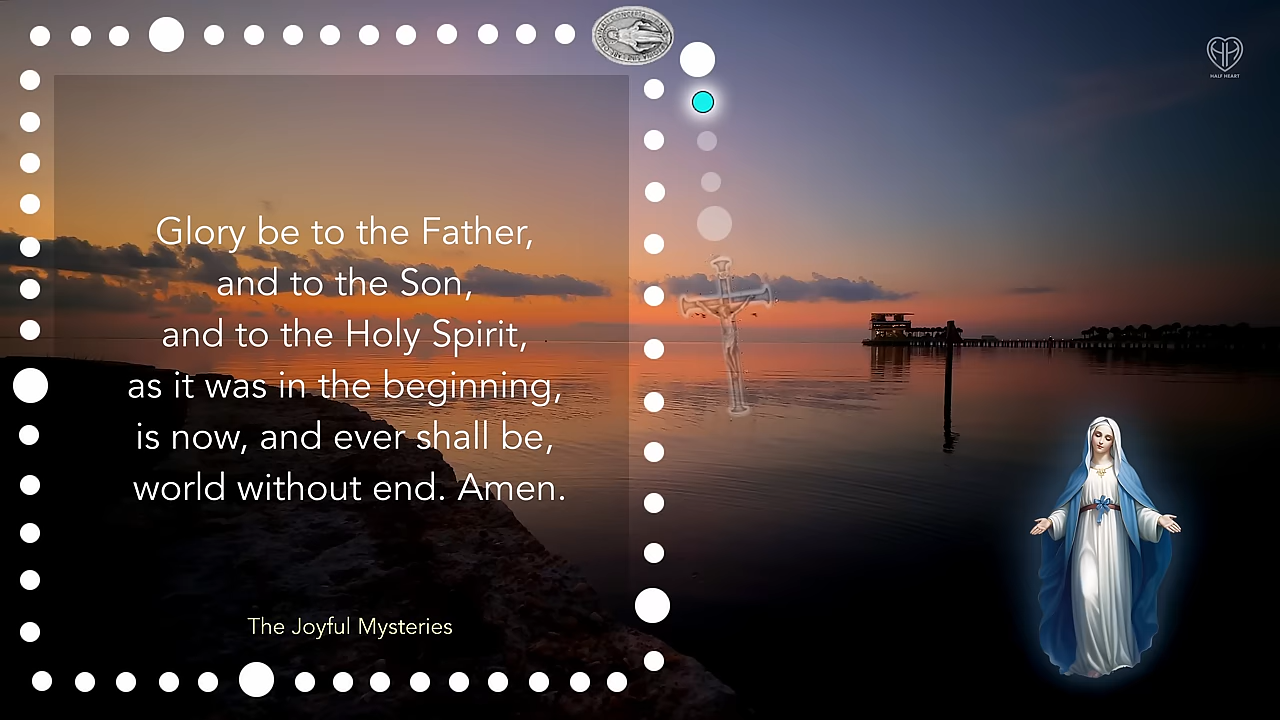 HALF HEART
Glory be to the Father,
and to the Son,
and to the Holy Spirit,
as it was in the beginning,
is now, and ever shall be,
world without end. Amen.
The Joyful Mysteries